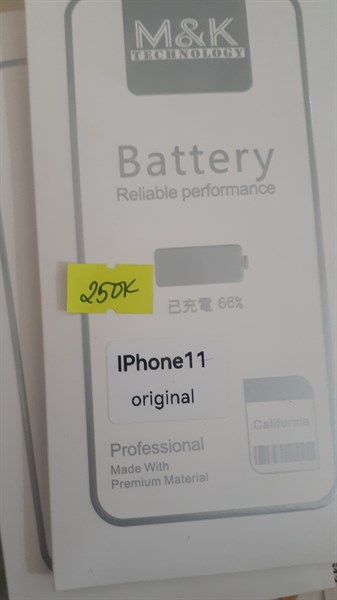 M&K
TECHNOLOGY
Battery
Reliable performance
250K
已充電 66%
IPhone11
original
California
Professional
Made With
Premium Material